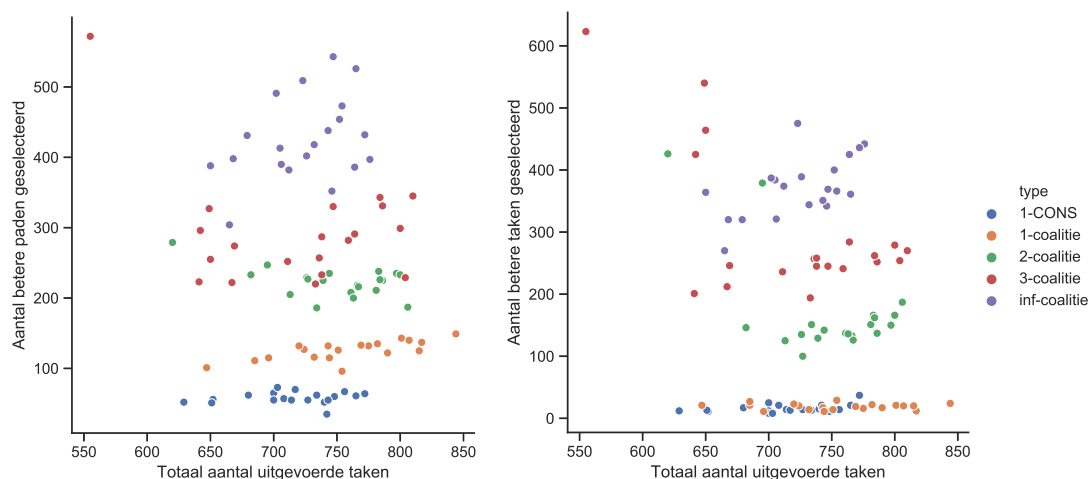 Aantal betere paden geselecteerd
500
400
300
200
100
550 600 650 700 750 800 850
Totaal aantal uitgevoerde taken
Aantal betere taken geselecteerd
600
500
400
300
200
100
0
550 600 650 700 750 800 850
Totaal aantal uitgevoerde taken
type
1-CONS
1-coalitie
2-coalitie
3-coalitie
inf-coalitie